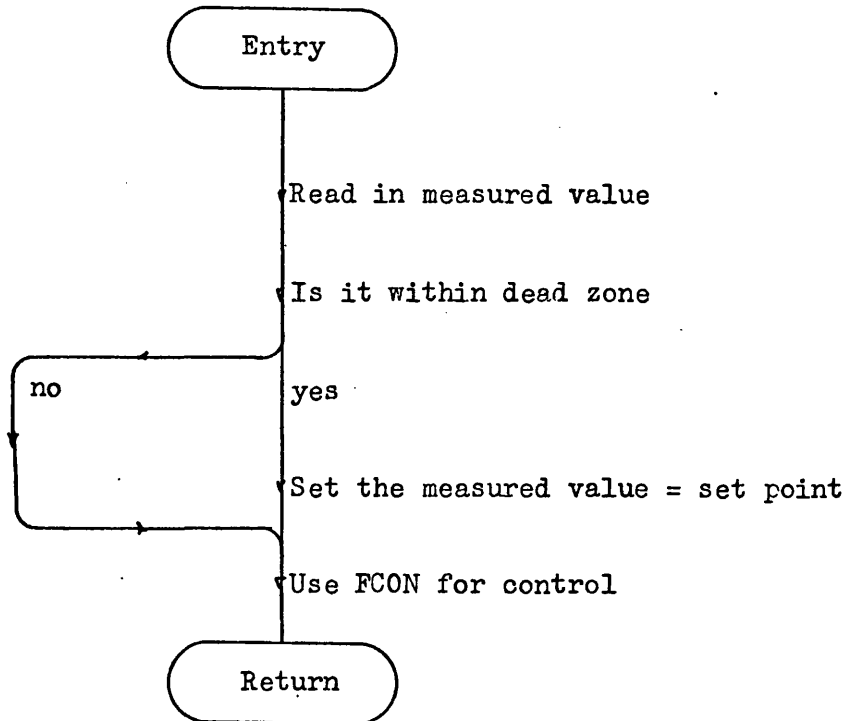 Entry
Read in measured value
Is it within dead zone
no
yes
Set the measured value = set point
Use FCON for control
Return